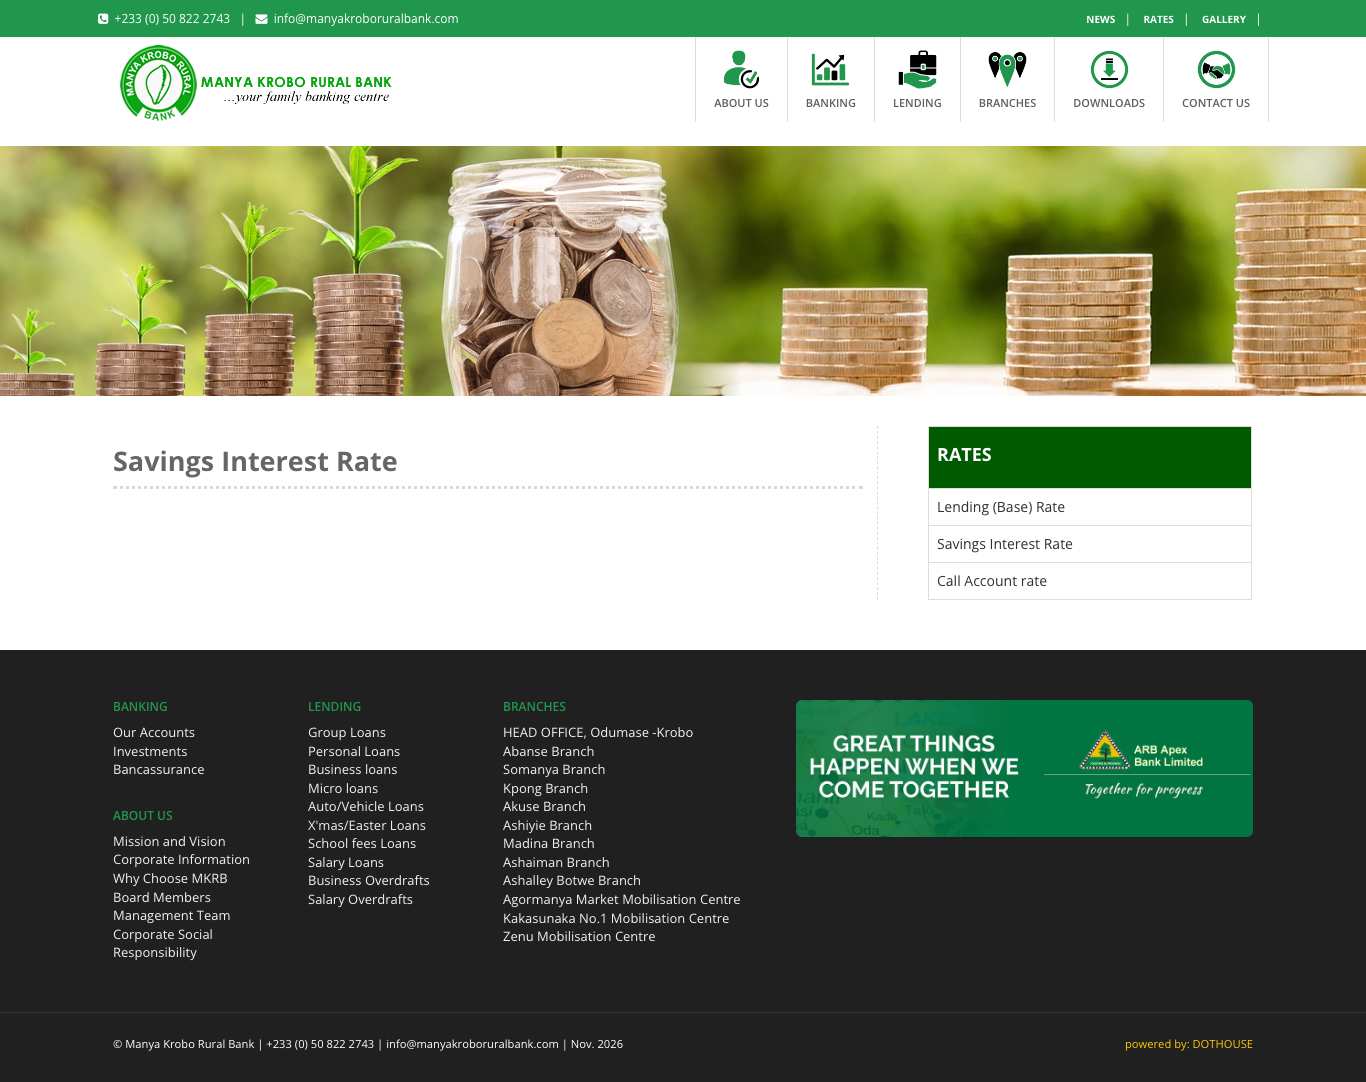 +233 (0) 50 822 2743 | info@manyakroboruralbank.com
NEWS | RATES | GALLERY |
MANYA KROBO RURAL
BANK
MANYA KROBO RURAL BANK
...your family banking centre
ABOUT US
BANKING
LENDING
BRANCHES
DOWNLOADS
CONTACT US
Savings Interest Rate
RATES
Lending (Base) Rate
Savings Interest Rate
Call Account rate
BANKING
Our Accounts
Investments
Bancassurance
ABOUT US
Mission and Vision
Corporate Information
Why Choose MKRB
Board Members
Management Team
Corporate Social
Responsibility
LENDING
Group Loans
Personal Loans
Business loans
Micro loans
Auto/Vehicle Loans
X'mas/Easter Loans
School fees Loans
Salary Loans
Business Overdrafts
Salary Overdrafts
BRANCHES
HEAD OFFICE, Odumase -Krobo
Abanse Branch
Somanya Branch
Kpong Branch
Akuse Branch
Ashiyie Branch
Madina Branch
Ashaiman Branch
Ashalley Botwe Branch
Agormanya Market Mobilisation Centre
Kakasunaka No.1 Mobilisation Centre
Zenu Mobilisation Centre
LAKE
GREAT THINGS
HAPPEN WHEN WE
COME TOGETHER
Kade
Oda
ARB Apex
Bank Limited
Together for progress
© Manya Krobo Rural Bank | +233 (0) 50 822 2743 | info@manyakroboruralbank.com | Nov. 2026
powered by: DOTHOUSE